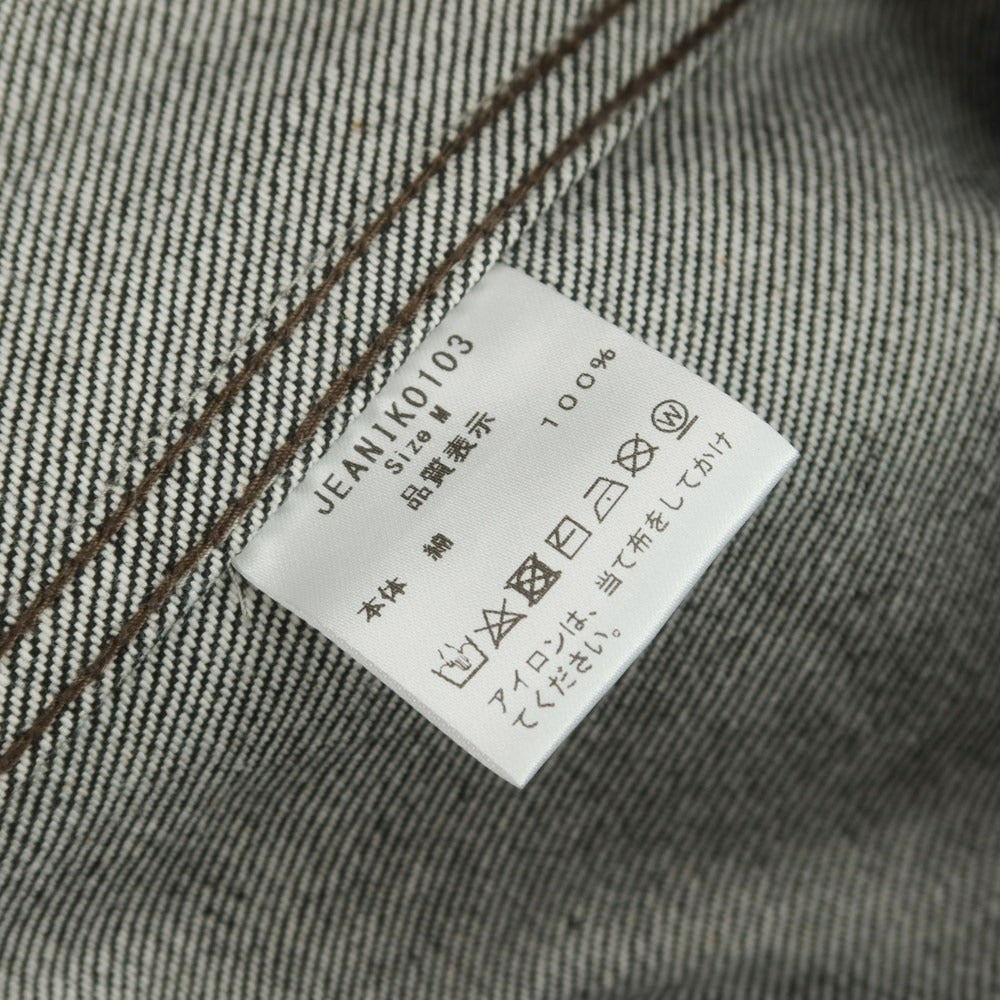 JEANIK0103
Size M
品質表示
本体 綿 100%
W
アイロンは、当て布をしてかけ
てください。